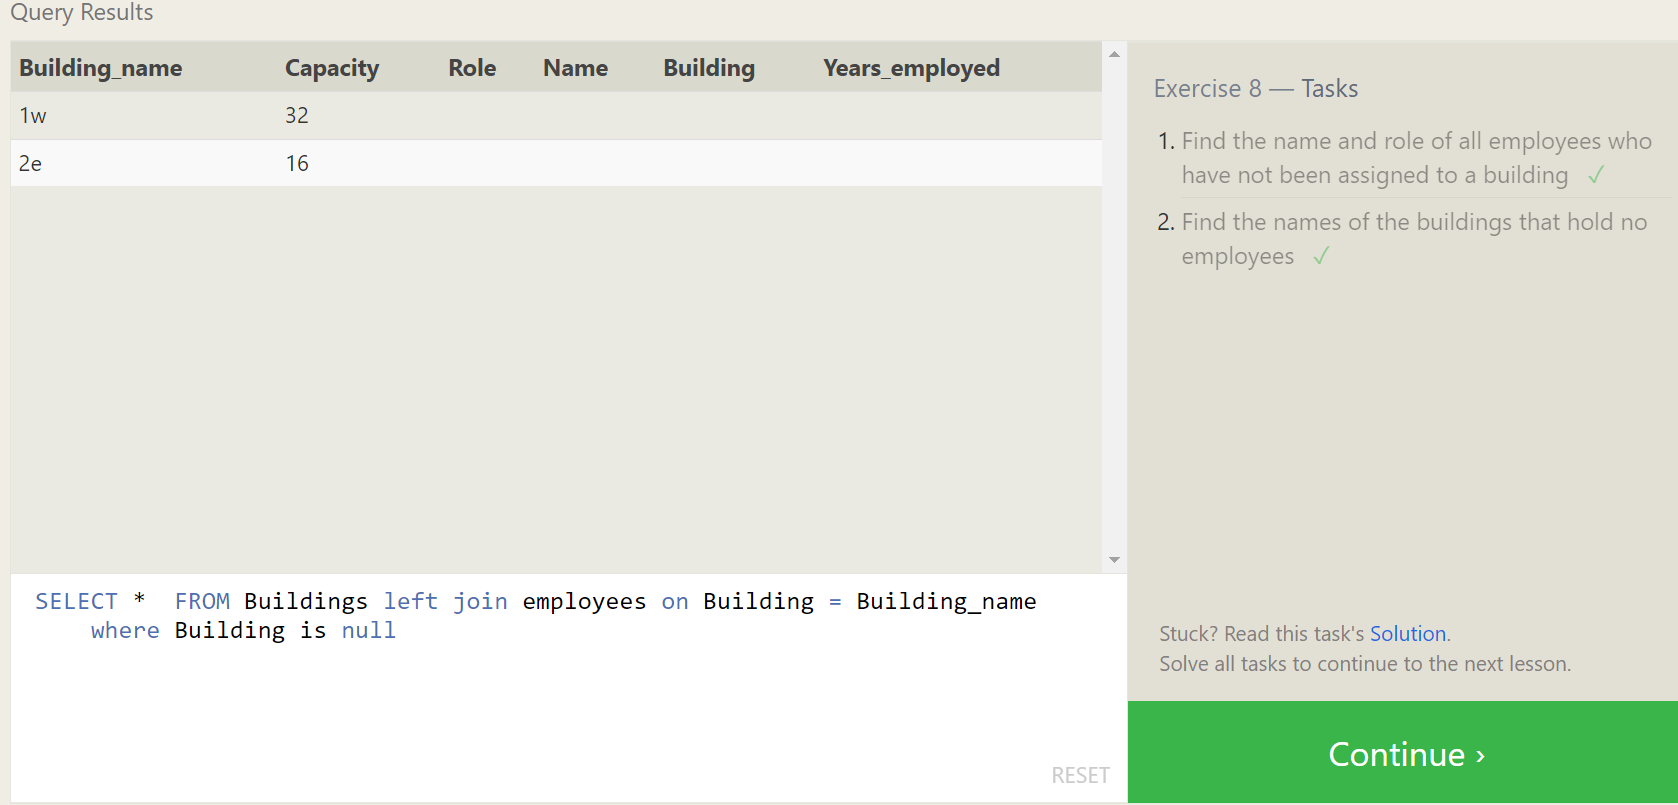 Query Results
Building_name Capacity Role Name Building Years_employed
1w 32
2e 16
SELECT *  FROM Buildings left join employees on Building = Building_name
    where Building is null
RESET
Exercise 8 — Tasks
1. Find the name and role of all employees who
have not been assigned to a building ✓
2. Find the names of the buildings that hold no
employees ✓
Stuck? Read this task's Solution.
Solve all tasks to continue to the next lesson.
Continue ›